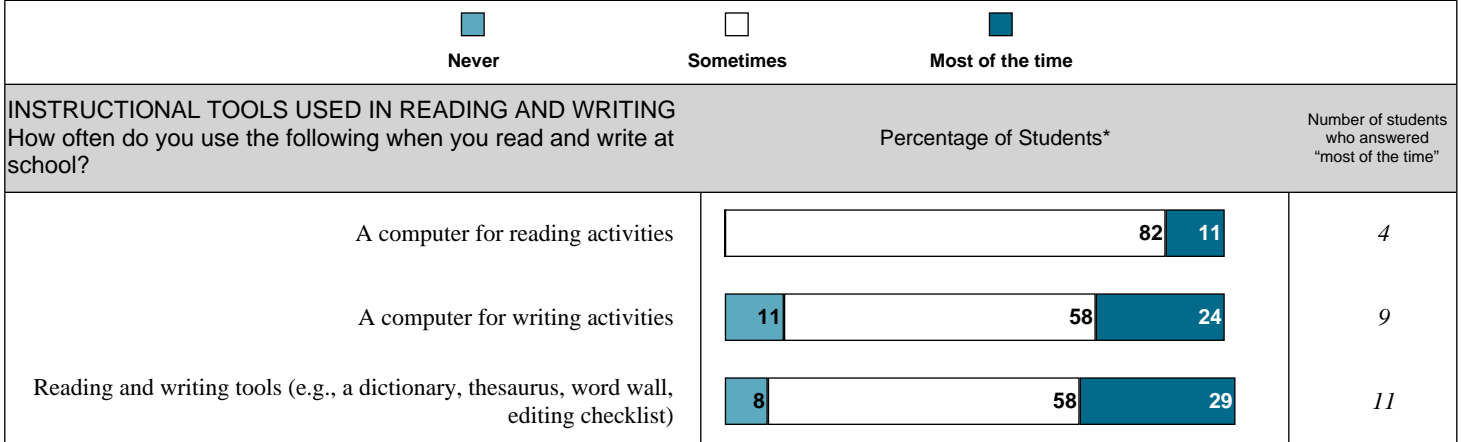 Never Sometimes Most of the time
INSTRUCTIONAL TOOLS USED IN READING AND WRITING
How often do you use the following when you read and write at
school?
Percentage of Students*
Number of students
who answered
“most of the time”
A computer for reading activities
82 11
4
A computer for writing activities
11 58 24
9
Reading and writing tools (e.g., a dictionary, thesaurus, word wall,
editing checklist)
8 58 29
11